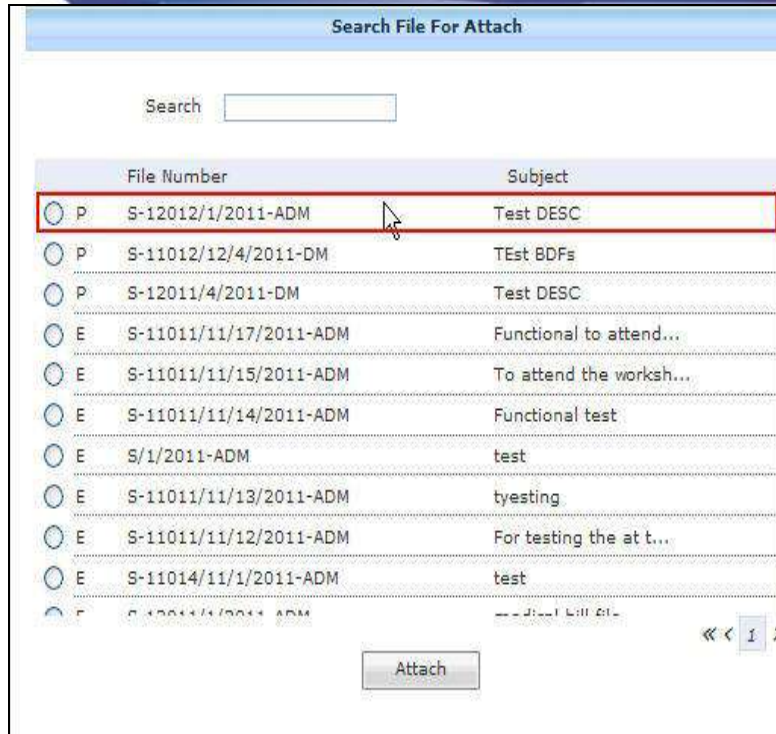 Search File For Attach
Search
File Number Subject
P S-12012/1/2011-ADM Test DESC
P S-11012/12/4/2011-DM TEst BDFs
P S-12011/4/2011-DM Test DESC
E S-11011/11/17/2011-ADM Functional to attend...
E S-11011/11/15/2011-ADM To attend the worksh...
E S-11011/11/14/2011-ADM Functional test
E S/1/2011-ADM test
E S-11011/11/13/2011-ADM tyesting
E S-11011/11/12/2011-ADM For testing the at t...
E S-11014/11/1/2011-ADM test
medical bill file
« < 1
Attach